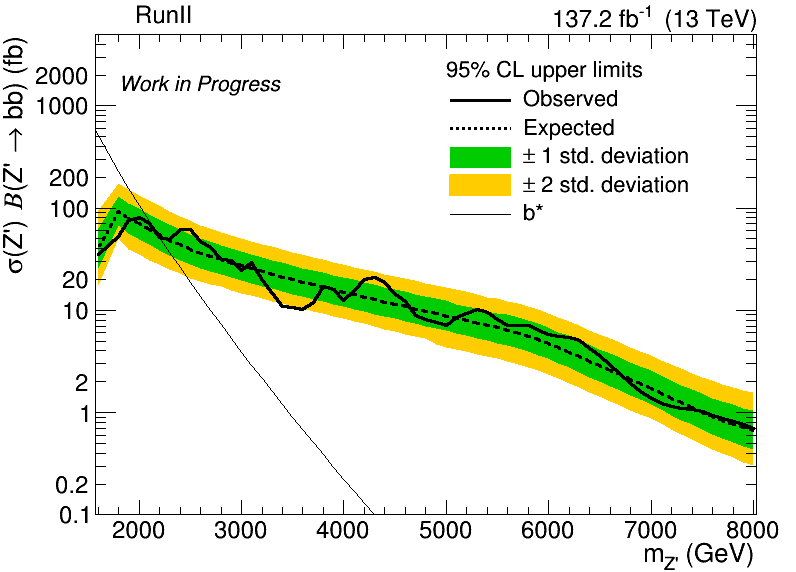 RunII
137.2 fb⁻¹ (13 TeV)
Work in Progress
95% CL upper limits
Observed
Expected
± 1 std. deviation
± 2 std. deviation
b*
σ(Z') B(Z' → bb) (fb)
2000
1000
200
100
20
10
2
1
0.2
0.1
2000 3000 4000 5000 6000 7000 8000
m_Z' (GeV)